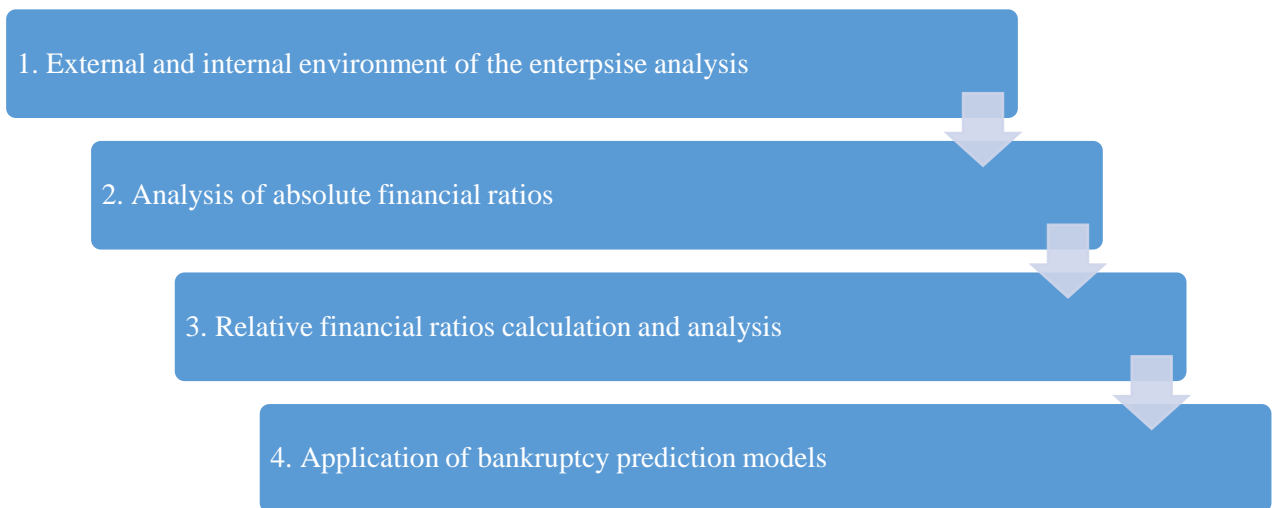 1. External and internal environment of the enterpsise analysis
2. Analysis of absolute financial ratios
3. Relative financial ratios calculation and analysis
4. Application of bankruptcy prediction models